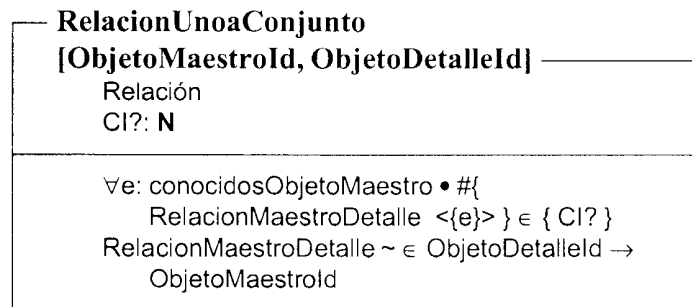 RelacionUnoaConjunto
[ObjetoMaestroId, ObjetoDetalleId]
Relación
CI?: N
∀e: conocidosObjetoMaestro • #{
RelacionMaestroDetalle <{e}> } ∈ { CI? }
RelacionMaestroDetalle ~ ∈ ObjetoDetalleId →
ObjetoMaestroId